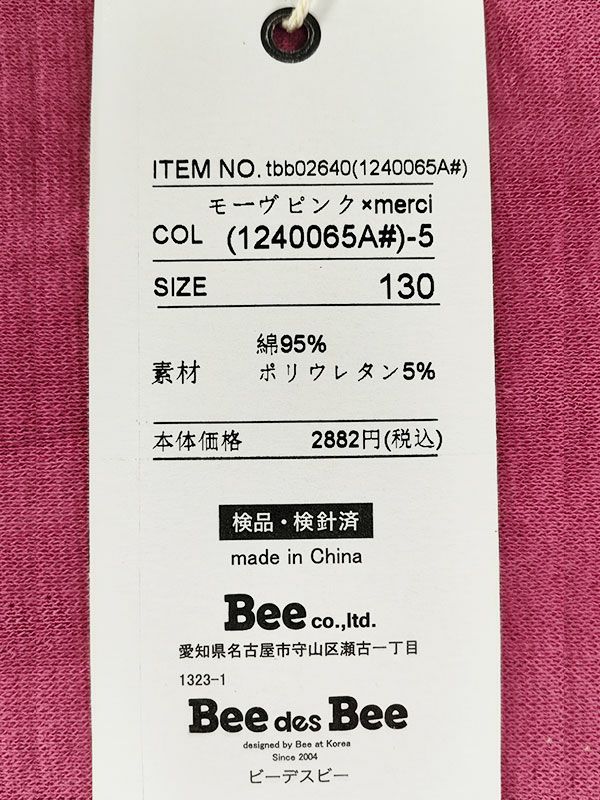 ITEM NO. tbb02640(1240065A#)
モーヴピンク×merci
COL (1240065A#)-5
SIZE 130
綿95%
素材 ポリウレタン5%
本体価格 2882円(税込)
検品・検針済
made in China
Bee co.,ltd.
愛知県名古屋市守山区瀬古一丁目
1323-1
Bee des Bee
designed by Bee at Korea
Since 2004
ビーデスビー